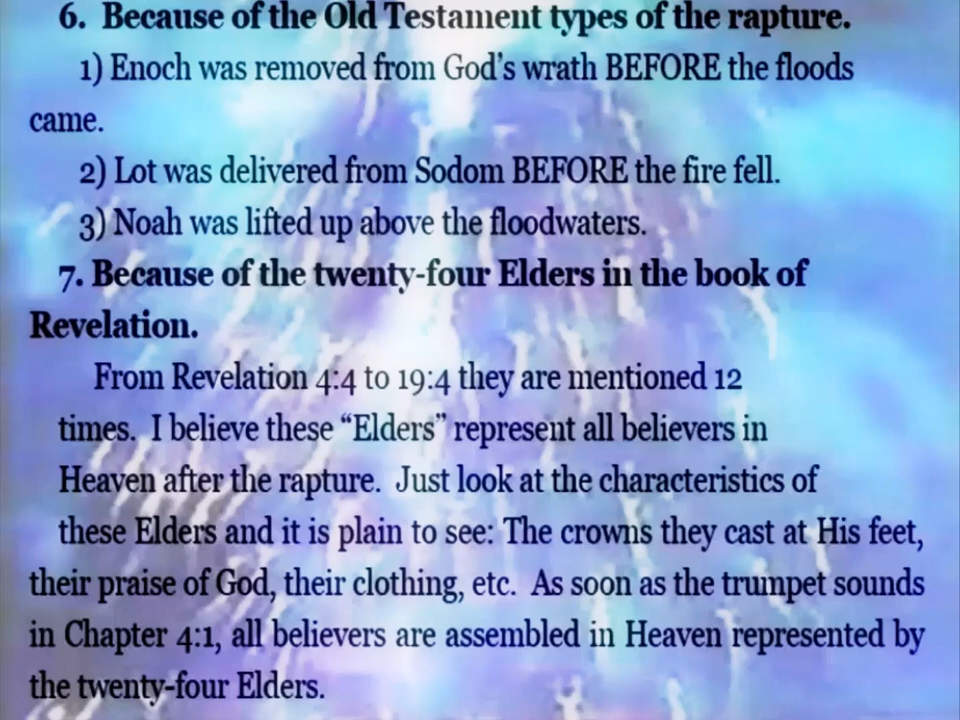 6. Because of the Old Testament types of the rapture.
1) Enoch was removed from God’s wrath BEFORE the floods
came.
2) Lot was delivered from Sodom BEFORE the fire fell.
3) Noah was lifted up above the floodwaters.
7. Because of the twenty-four Elders in the book of
Revelation.
From Revelation 4:4 to 19:4 they are mentioned 12
times. I believe these “Elders” represent all believers in
Heaven after the rapture. Just look at the characteristics of
these Elders and it is plain to see: The crowns they cast at His feet,
their praise of God, their clothing, etc. As soon as the trumpet sounds
in Chapter 4:1, all believers are assembled in Heaven represented by
the twenty-four Elders.